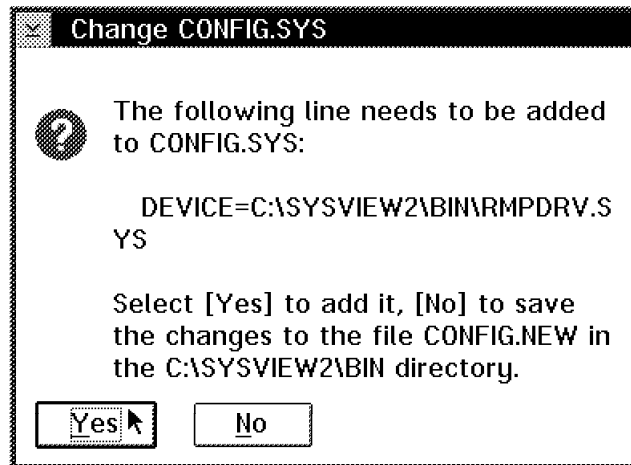 Change CONFIG.SYS
The following line needs to be added
to CONFIG.SYS:
DEVICE=C:\SYSVIEW2\BIN\RMPDRV.S
YS
Select [Yes] to add it, [No] to save
the changes to the file CONFIG.NEW in
the C:\SYSVIEW2\BIN directory.
Yes No